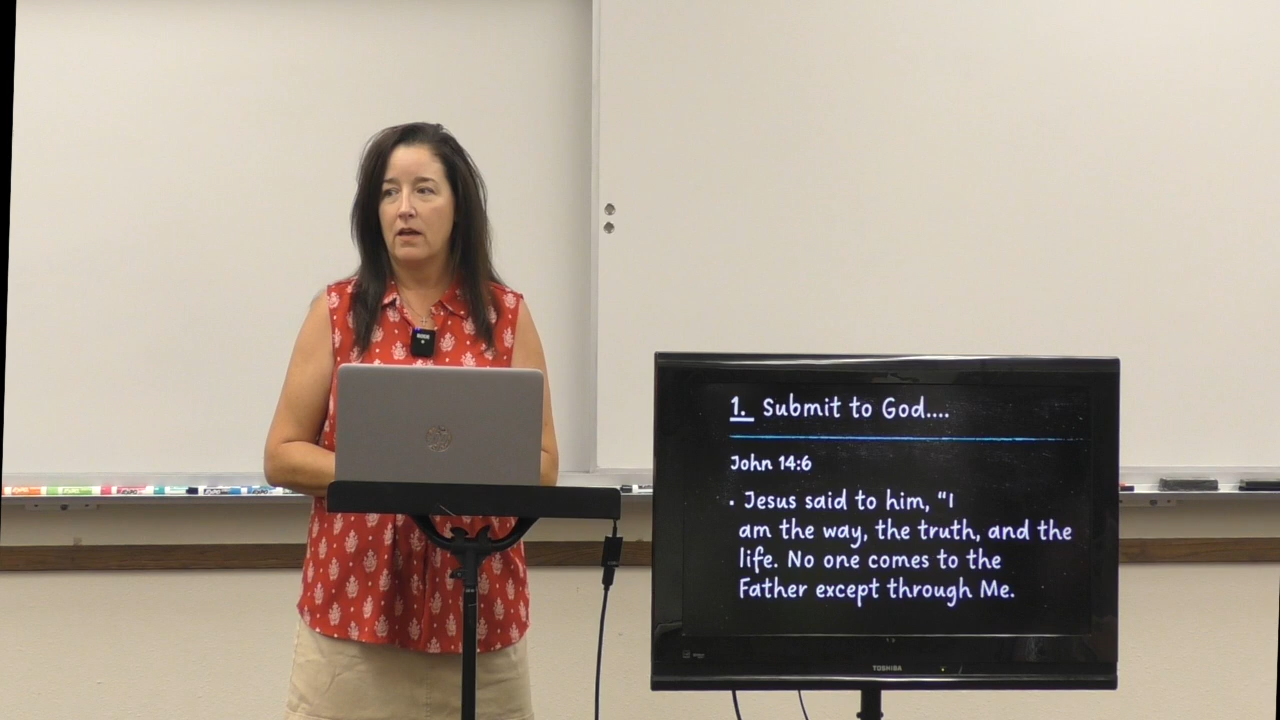 1. Submit to God....
John 14:6
• Jesus said to him, “I
am the way, the truth, and the
life. No one comes to the
Father except through Me.
TOSHIBA